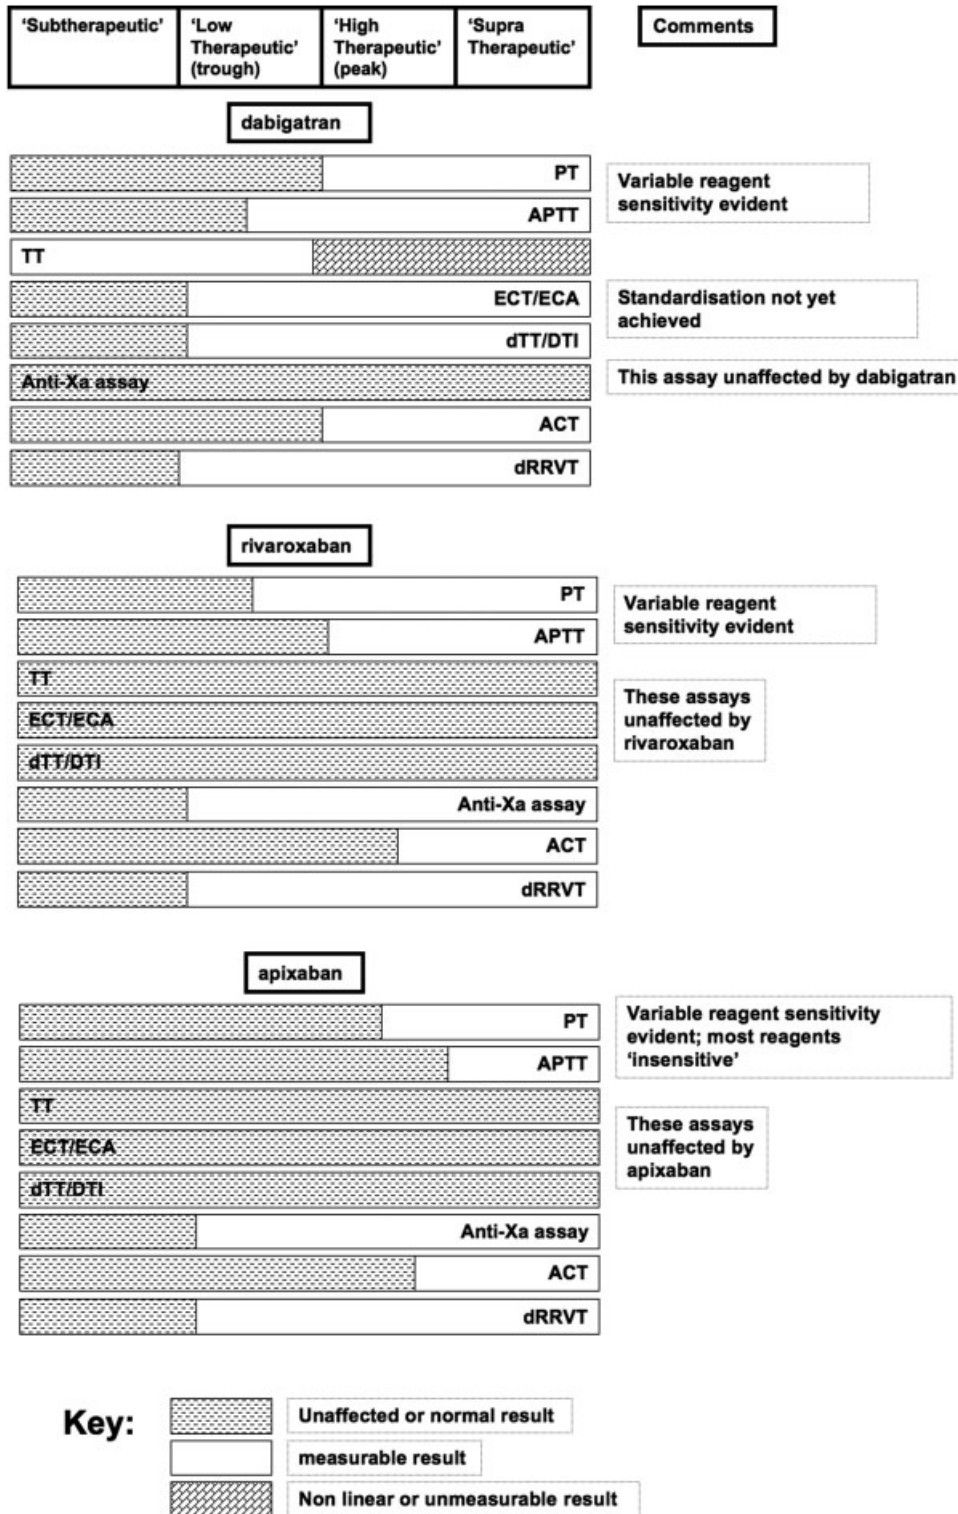 ‘Subtherapeutic’
‘Low
Therapeutic’
(trough)
‘High
Therapeutic’
(peak)
‘Supra
Therapeutic’
Comments
dabigatran
PT
Variable reagent
sensitivity evident
APTT
TT
ECT/ECA
Standardisation not yet
achieved
dTT/DTI
Anti-Xa assay
This assay unaffected by dabigatran
ACT
dRRVT
rivaroxaban
PT
Variable reagent
sensitivity evident
APTT
TT
ECT/ECA
dTT/DTI
These assays
unaffected by
rivaroxaban
Anti-Xa assay
ACT
dRRVT
apixaban
PT
Variable reagent sensitivity
evident; most reagents
‘insensitive’
APTT
TT
ECT/ECA
dTT/DTI
These assays
unaffected by
apixaban
Anti-Xa assay
ACT
dRRVT
Key:
Unaffected or normal result
measurable result
Non linear or unmeasurable result